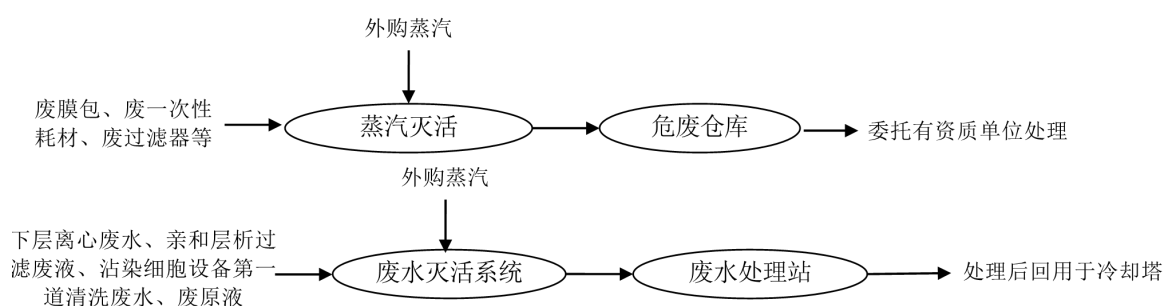 外购蒸汽
废膜包、废一次性
耗材、废过滤器等
蒸汽灭活
危废仓库
委托有资质单位处理
外购蒸汽
下层离心废水、亲和层析过
滤废液、沾染细胞设备第一
道清洗废水、废原液
废水灭活系统
废水处理站
处理后回用于冷却塔